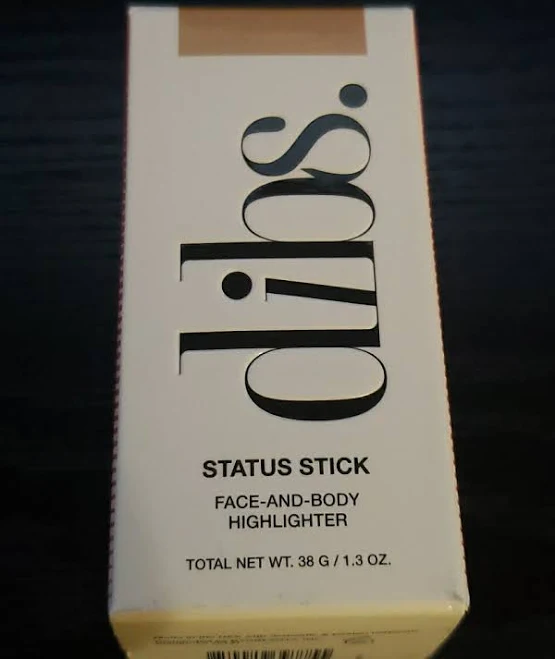 dibs.
STATUS STICK
FACE-AND-BODY
HIGHLIGHTER
TOTAL NET WT. 38 G / 1.3 OZ.